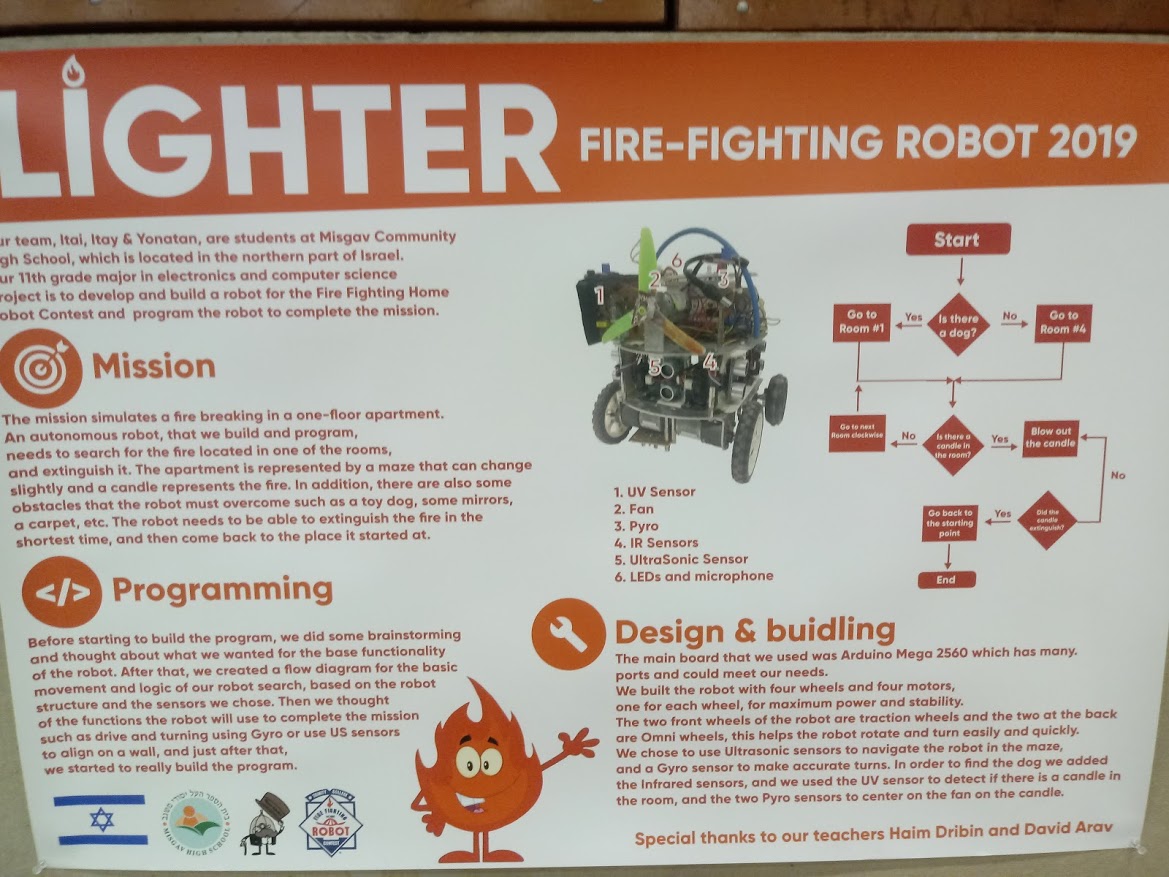 LiGHTER
FIRE-FIGHTING ROBOT 2019
ur team, Itai, Itay & Yonatan, are students at Misgav Community
gh School, which is located in the northern part of Israel.
ur 11th grade major in electronics and computer science
roject is to develop and build a robot for the Fire Fighting Home
obot Contest and program the robot to complete the mission.
Mission
The mission simulates a fire breaking in a one-floor apartment.
An autonomous robot, that we build and program,
needs to search for the fire located in one of the rooms,
and extinguish it. The apartment is represented by a maze that can change
slightly and a candle represents the fire. In addition, there are also some
obstacles that the robot must overcome such as a toy dog, some mirrors,
a carpet, etc. The robot needs to be able to extinguish the fire in the
shortest time, and then come back to the place it started at.
</> Programming
Before starting to build the program, we did some brainstorming
and thought about what we wanted for the base functionality
of the robot. After that, we created a flow diagram for the basic
movement and logic of our robot search, based on the robot
structure and the sensors we chose. Then we thought
of the functions the robot will use to complete the mission
such as drive and turning using Gyro or use US sensors
to align on a wall, and just after that,
we started to really build the program.
MISGAV HIGH SCHOOL
FIRE FIGHTING
ROBOT
CONTEST
1
2
6
3
5
4
1. UV Sensor
2. Fan
3. Pyro
4. IR Sensors
5. UltraSonic Sensor
6. LEDs and microphone
Start
Go to
Room #1
Yes
Is there
a dog?
No
Go to
Room #4
Go to next
Room clockwise
No
Is there a
candle in
the room?
Yes
Blow out
the candle
No
Go back to
the starting
point
Yes
Did the
candle
extinguish?
End
Design & buidling
The main board that we used was Arduino Mega 2560 which has many.
ports and could meet our needs.
We built the robot with four wheels and four motors,
one for each wheel, for maximum power and stability.
The two front wheels of the robot are traction wheels and the two at the back
are Omni wheels, this helps the robot rotate and turn easily and quickly.
We chose to use Ultrasonic sensors to navigate the robot in the maze,
and a Gyro sensor to make accurate turns. In order to find the dog we added
the Infrared sensors, and we used the UV sensor to detect if there is a candle in
the room, and the two Pyro sensors to center on the fan on the candle.
Special thanks to our teachers Haim Dribin and David Arav